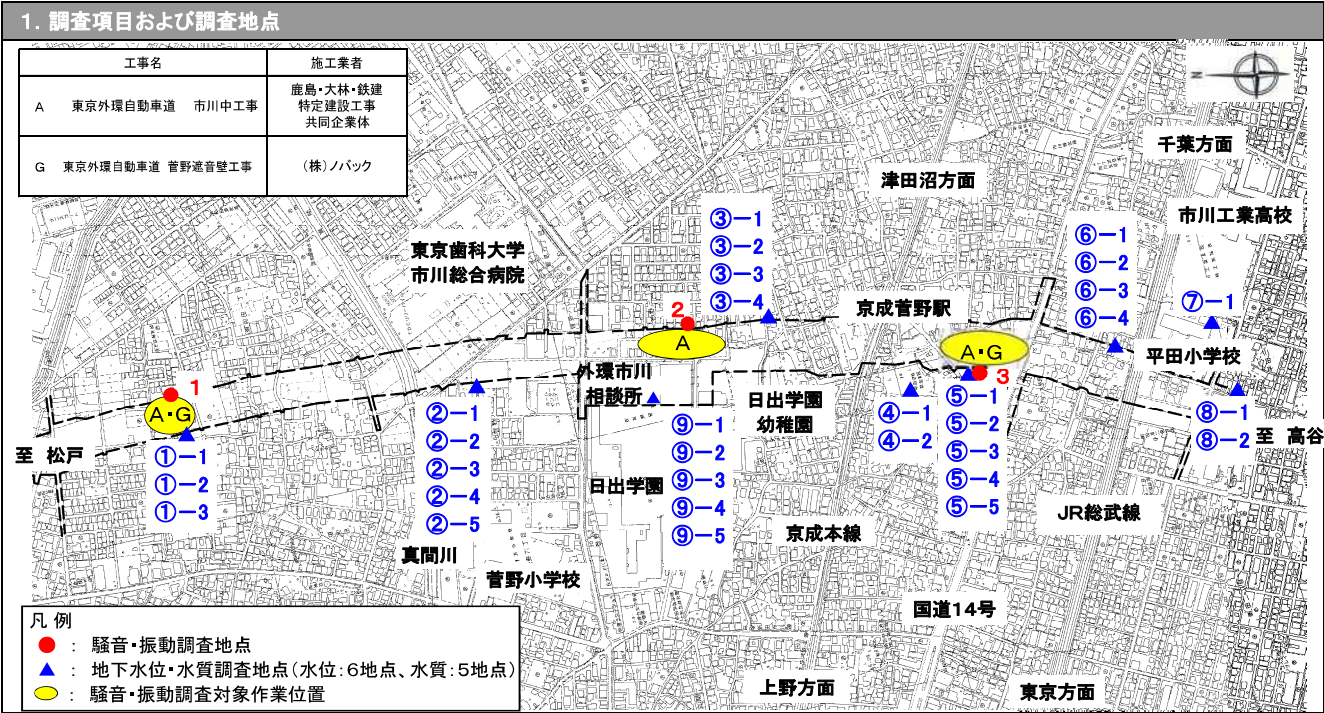 1. 調査項目および調査地点
工事名 施工業者
A 東京外環自動車道 市川中工事 鹿島・大林・鉄建
特定建設工事
共同企業体
G 東京外環自動車道 菅野遮音壁工事 (株)ノバック
N
千葉方面
津田沼方面
市川工業高校
東京歯科大学
市川総合病院
③-1
③-2
③-3
③-4
⑥-1
⑥-2
⑥-3
⑥-4
⑦-1
京成菅野駅
2
A
A・G
3
平田小学校
1
A・G
外環市川
相談所
日出学園
幼稚園
至 松戸
①-1
①-2
①-3
②-1
②-2
②-3
②-4
②-5
⑨-1
⑨-2
⑨-3
⑨-4
⑨-5
④-1
④-2
⑤-1
⑤-2
⑤-3
⑤-4
⑤-5
⑧-1
⑧-2
至 高谷
日出学園
JR総武線
京成本線
真間川
菅野小学校
国道14号
上野方面
東京方面
凡例
: 騒音・振動調査地点
: 地下水位・水質調査地点(水位:6地点、水質:5地点)
: 騒音・振動調査対象作業位置